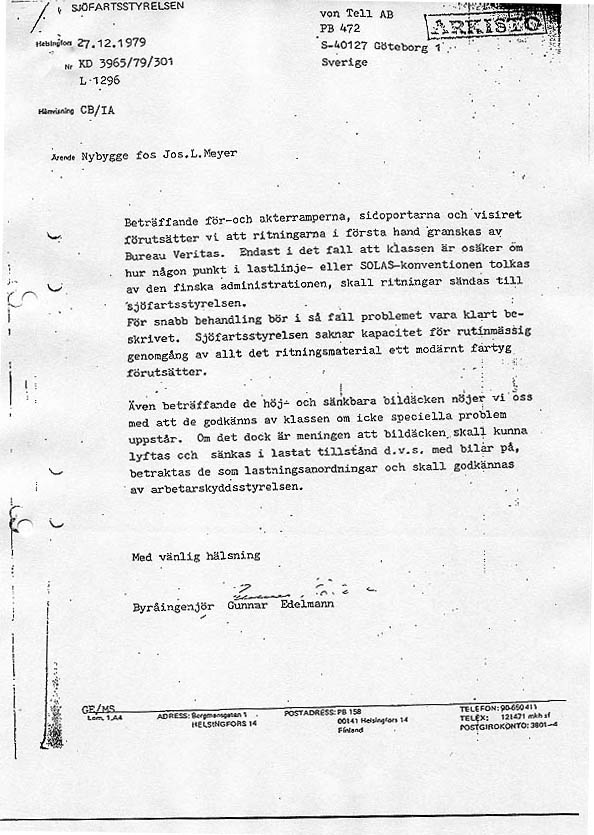 SJÖFARTSSTYRELSEN
von Tell AB
PB 472
S-40127 Göteborg 1
Sverige
ARKISTO
Helsingfors 27.12.1979
Nr KD 3965/79/301
L 1296
Hänvisning CB/IA
Ärende Nybygge fos Jos.L.Meyer
Beträffande för-och akterramperna, sidoportarna och visiret
förutsätter vi att ritningarna i första hand granskas av
Bureau Veritas. Endast i det fall att klassen är osäker om
hur någon punkt i lastlinje- eller SOLAS-konventionen tolkas
av den finska administrationen, skall ritningar sändas till
sjöfartsstyrelsen.
För snabb behandling bör i så fall problemet vara klart be-
skrivet. Sjöfartsstyrelsen saknar kapacitet för rutinmässig
genomgång av allt det ritningsmaterial ett modärnt fartyg
förutsätter.
Även beträffande de höj- och sänkbara bildäcken nöjer vi oss
med att de godkänns av klassen om icke speciella problem
uppstår. Om det dock är meningen att bildäcken skall kunna
lyftas och sänkas i lastat tillstånd d.v.s. med bilar på,
betraktas de som lastningsanordningar och skall godkännas
av arbetarskyddsstyrelsen.
Med vänlig hälsning
Byråingenjör Gunnar Edelmann
GE/MS
Lom. 1,A4
ADRESS: Borgmansgatan 1
HELSINGFORS 14
POSTADRESS: PB 158
00141 Helsingfors 14
Finland
TELEFON: 90-650411
TELEX: 121471 mkh sf
POSTGIROKONTO: 3801-4